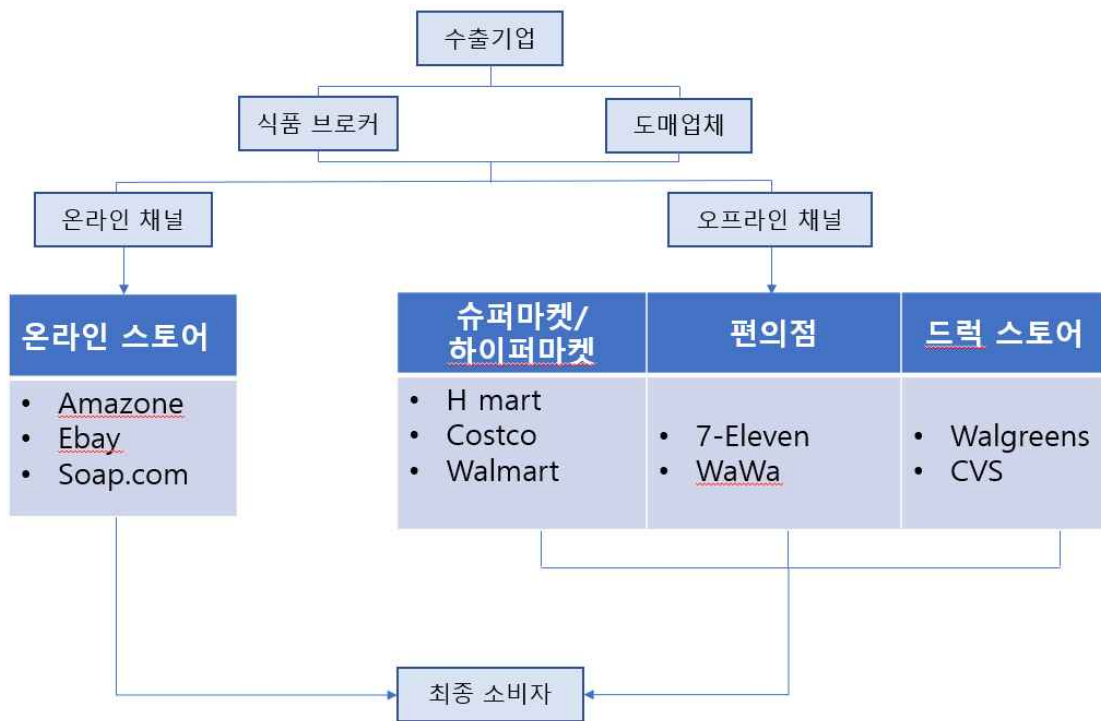 수출기업
식품 브로커
도매업체
온라인 채널
오프라인 채널
온라인 스토어
• Amazone
• Ebay
• Soap.com
슈퍼마켓/
하이퍼마켓
편의점
드럭 스토어
• H mart
• Costco
• Walmart
• 7-Eleven
• WaWa
• Walgreens
• CVS
최종 소비자